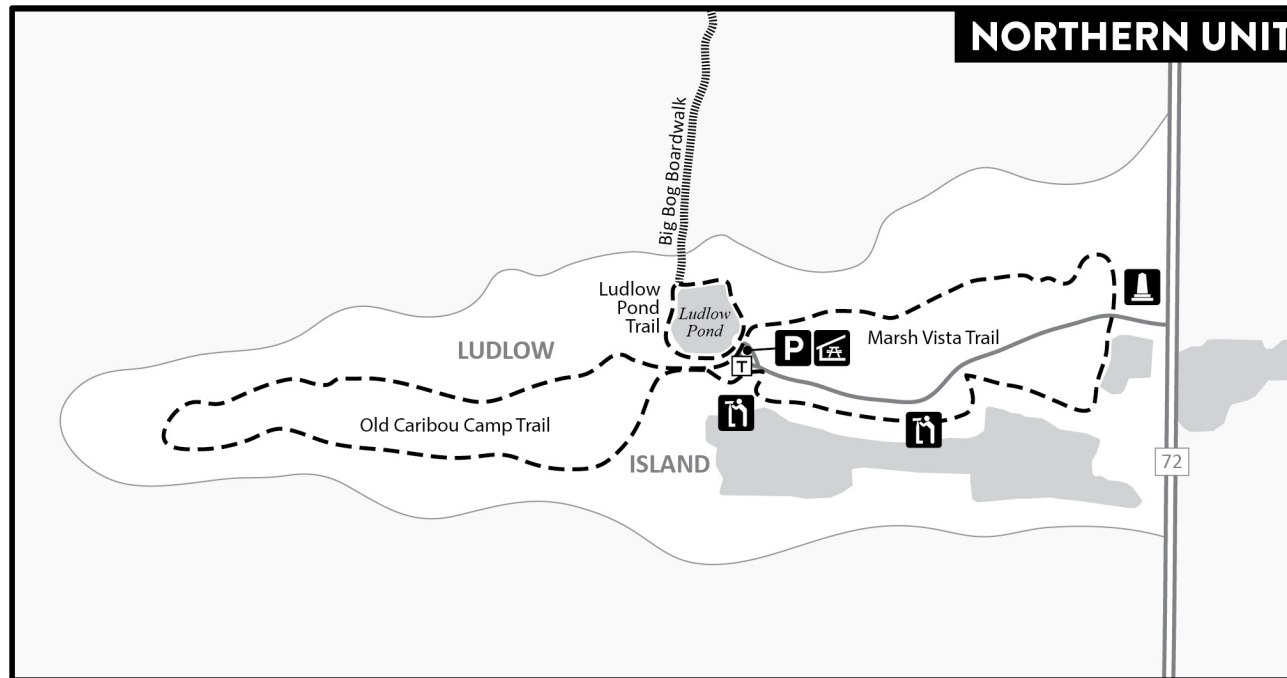 NORTHERN UNIT
Big Bog Boardwalk
Ludlow
Pond
Trail
Ludlow
Pond
P
Marsh Vista Trail
LUDLOW
T
Old Caribou Camp Trail
ISLAND
72